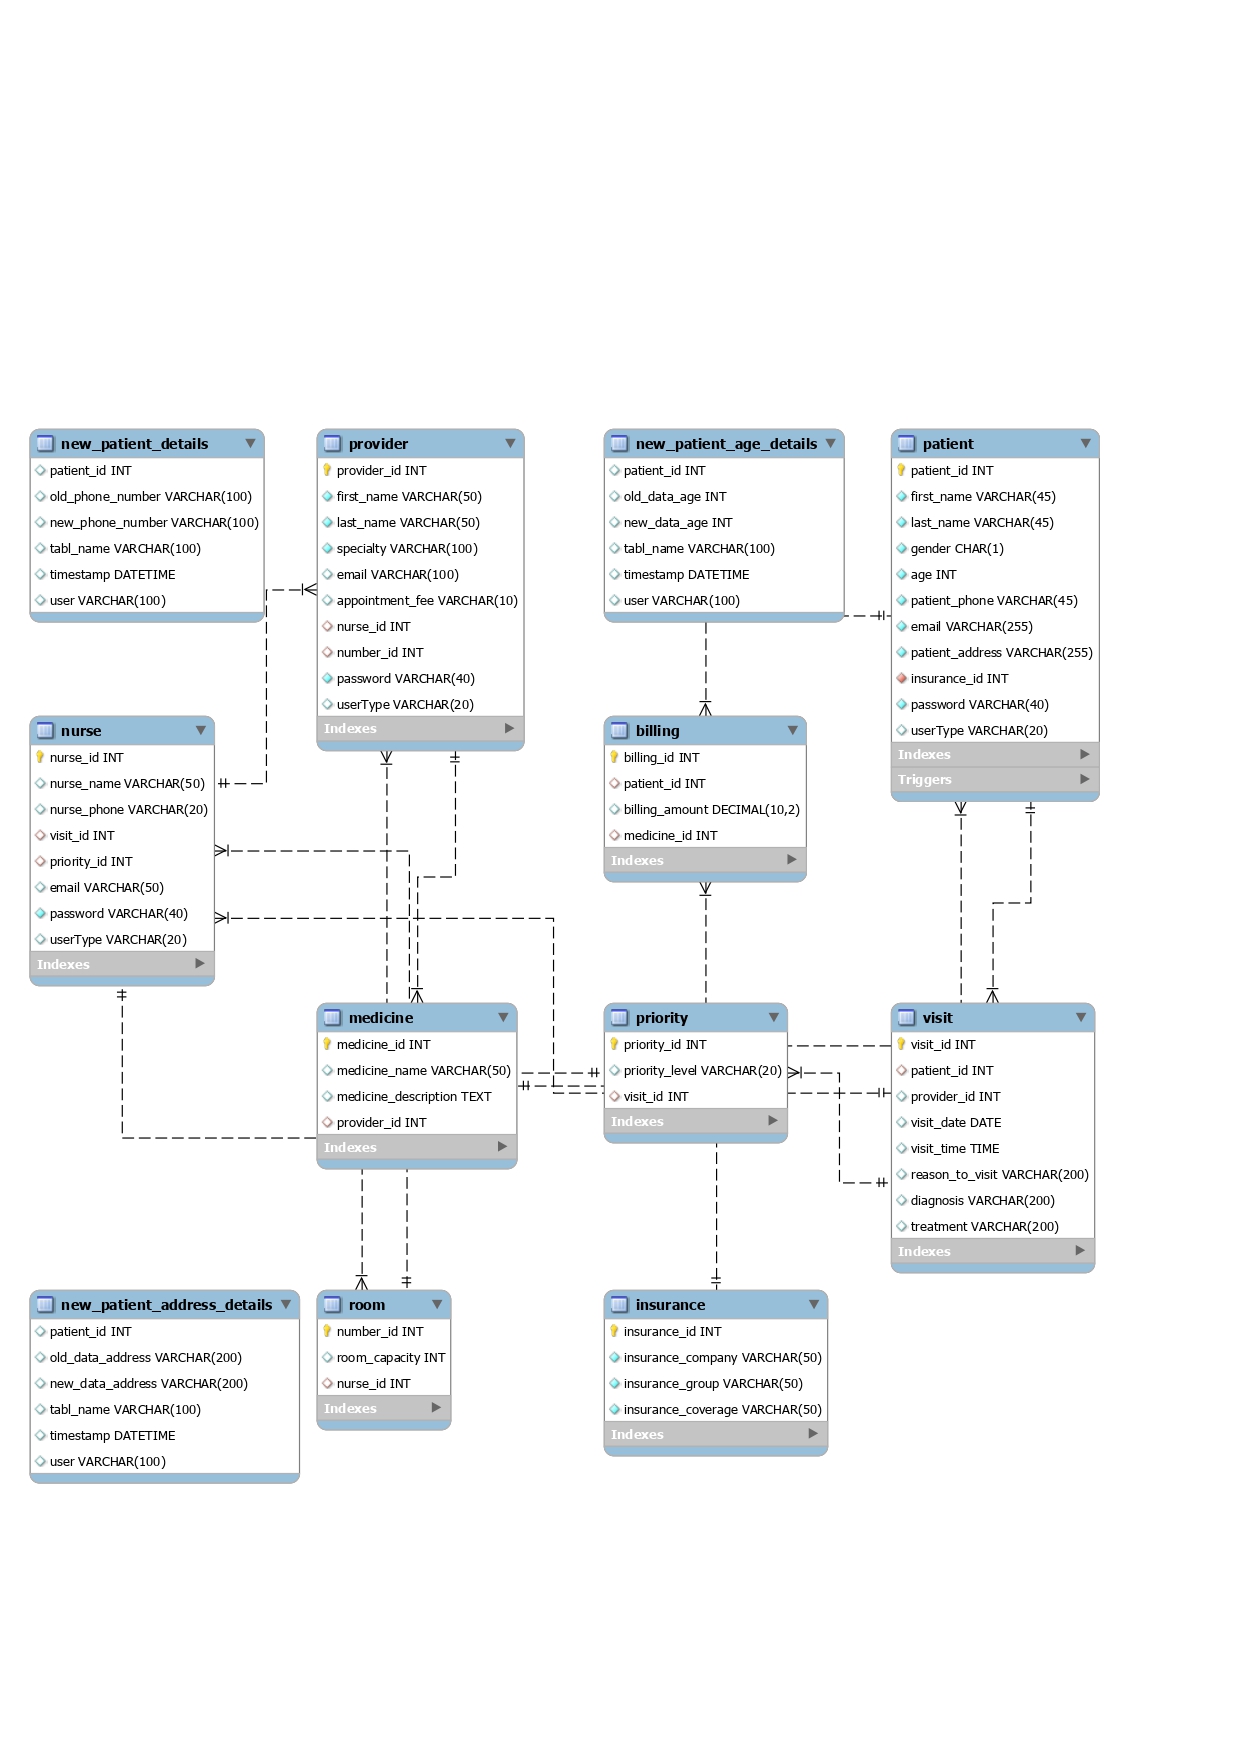 new_patient_details
patient_id INT
old_phone_number VARCHAR(100)
new_phone_number VARCHAR(100)
tabl_name VARCHAR(100)
timestamp DATETIME
user VARCHAR(100)
provider
provider_id INT
first_name VARCHAR(50)
last_name VARCHAR(50)
specialty VARCHAR(100)
email VARCHAR(100)
appointment_fee VARCHAR(10)
nurse_id INT
number_id INT
password VARCHAR(40)
userType VARCHAR(20)
Indexes
new_patient_age_details
patient_id INT
old_data_age INT
new_data_age INT
tabl_name VARCHAR(100)
timestamp DATETIME
user VARCHAR(100)
patient
patient_id INT
first_name VARCHAR(45)
last_name VARCHAR(45)
gender CHAR(1)
age INT
patient_phone VARCHAR(45)
email VARCHAR(255)
patient_address VARCHAR(255)
insurance_id INT
password VARCHAR(40)
userType VARCHAR(20)
Indexes
Triggers
nurse
nurse_id INT
nurse_name VARCHAR(50)
nurse_phone VARCHAR(20)
visit_id INT
priority_id INT
email VARCHAR(50)
password VARCHAR(40)
userType VARCHAR(20)
Indexes
billing
billing_id INT
patient_id INT
billing_amount DECIMAL(10,2)
medicine_id INT
Indexes
medicine
medicine_id INT
medicine_name VARCHAR(50)
medicine_description TEXT
provider_id INT
Indexes
priority
priority_id INT
priority_level VARCHAR(20)
visit_id INT
Indexes
visit
visit_id INT
patient_id INT
provider_id INT
visit_date DATE
visit_time TIME
reason_to_visit VARCHAR(200)
diagnosis VARCHAR(200)
treatment VARCHAR(200)
Indexes
new_patient_address_details
patient_id INT
old_data_address VARCHAR(200)
new_data_address VARCHAR(200)
tabl_name VARCHAR(100)
timestamp DATETIME
user VARCHAR(100)
room
number_id INT
room_capacity INT
nurse_id INT
Indexes
insurance
insurance_id INT
insurance_company VARCHAR(50)
insurance_group VARCHAR(50)
insurance_coverage VARCHAR(50)
Indexes